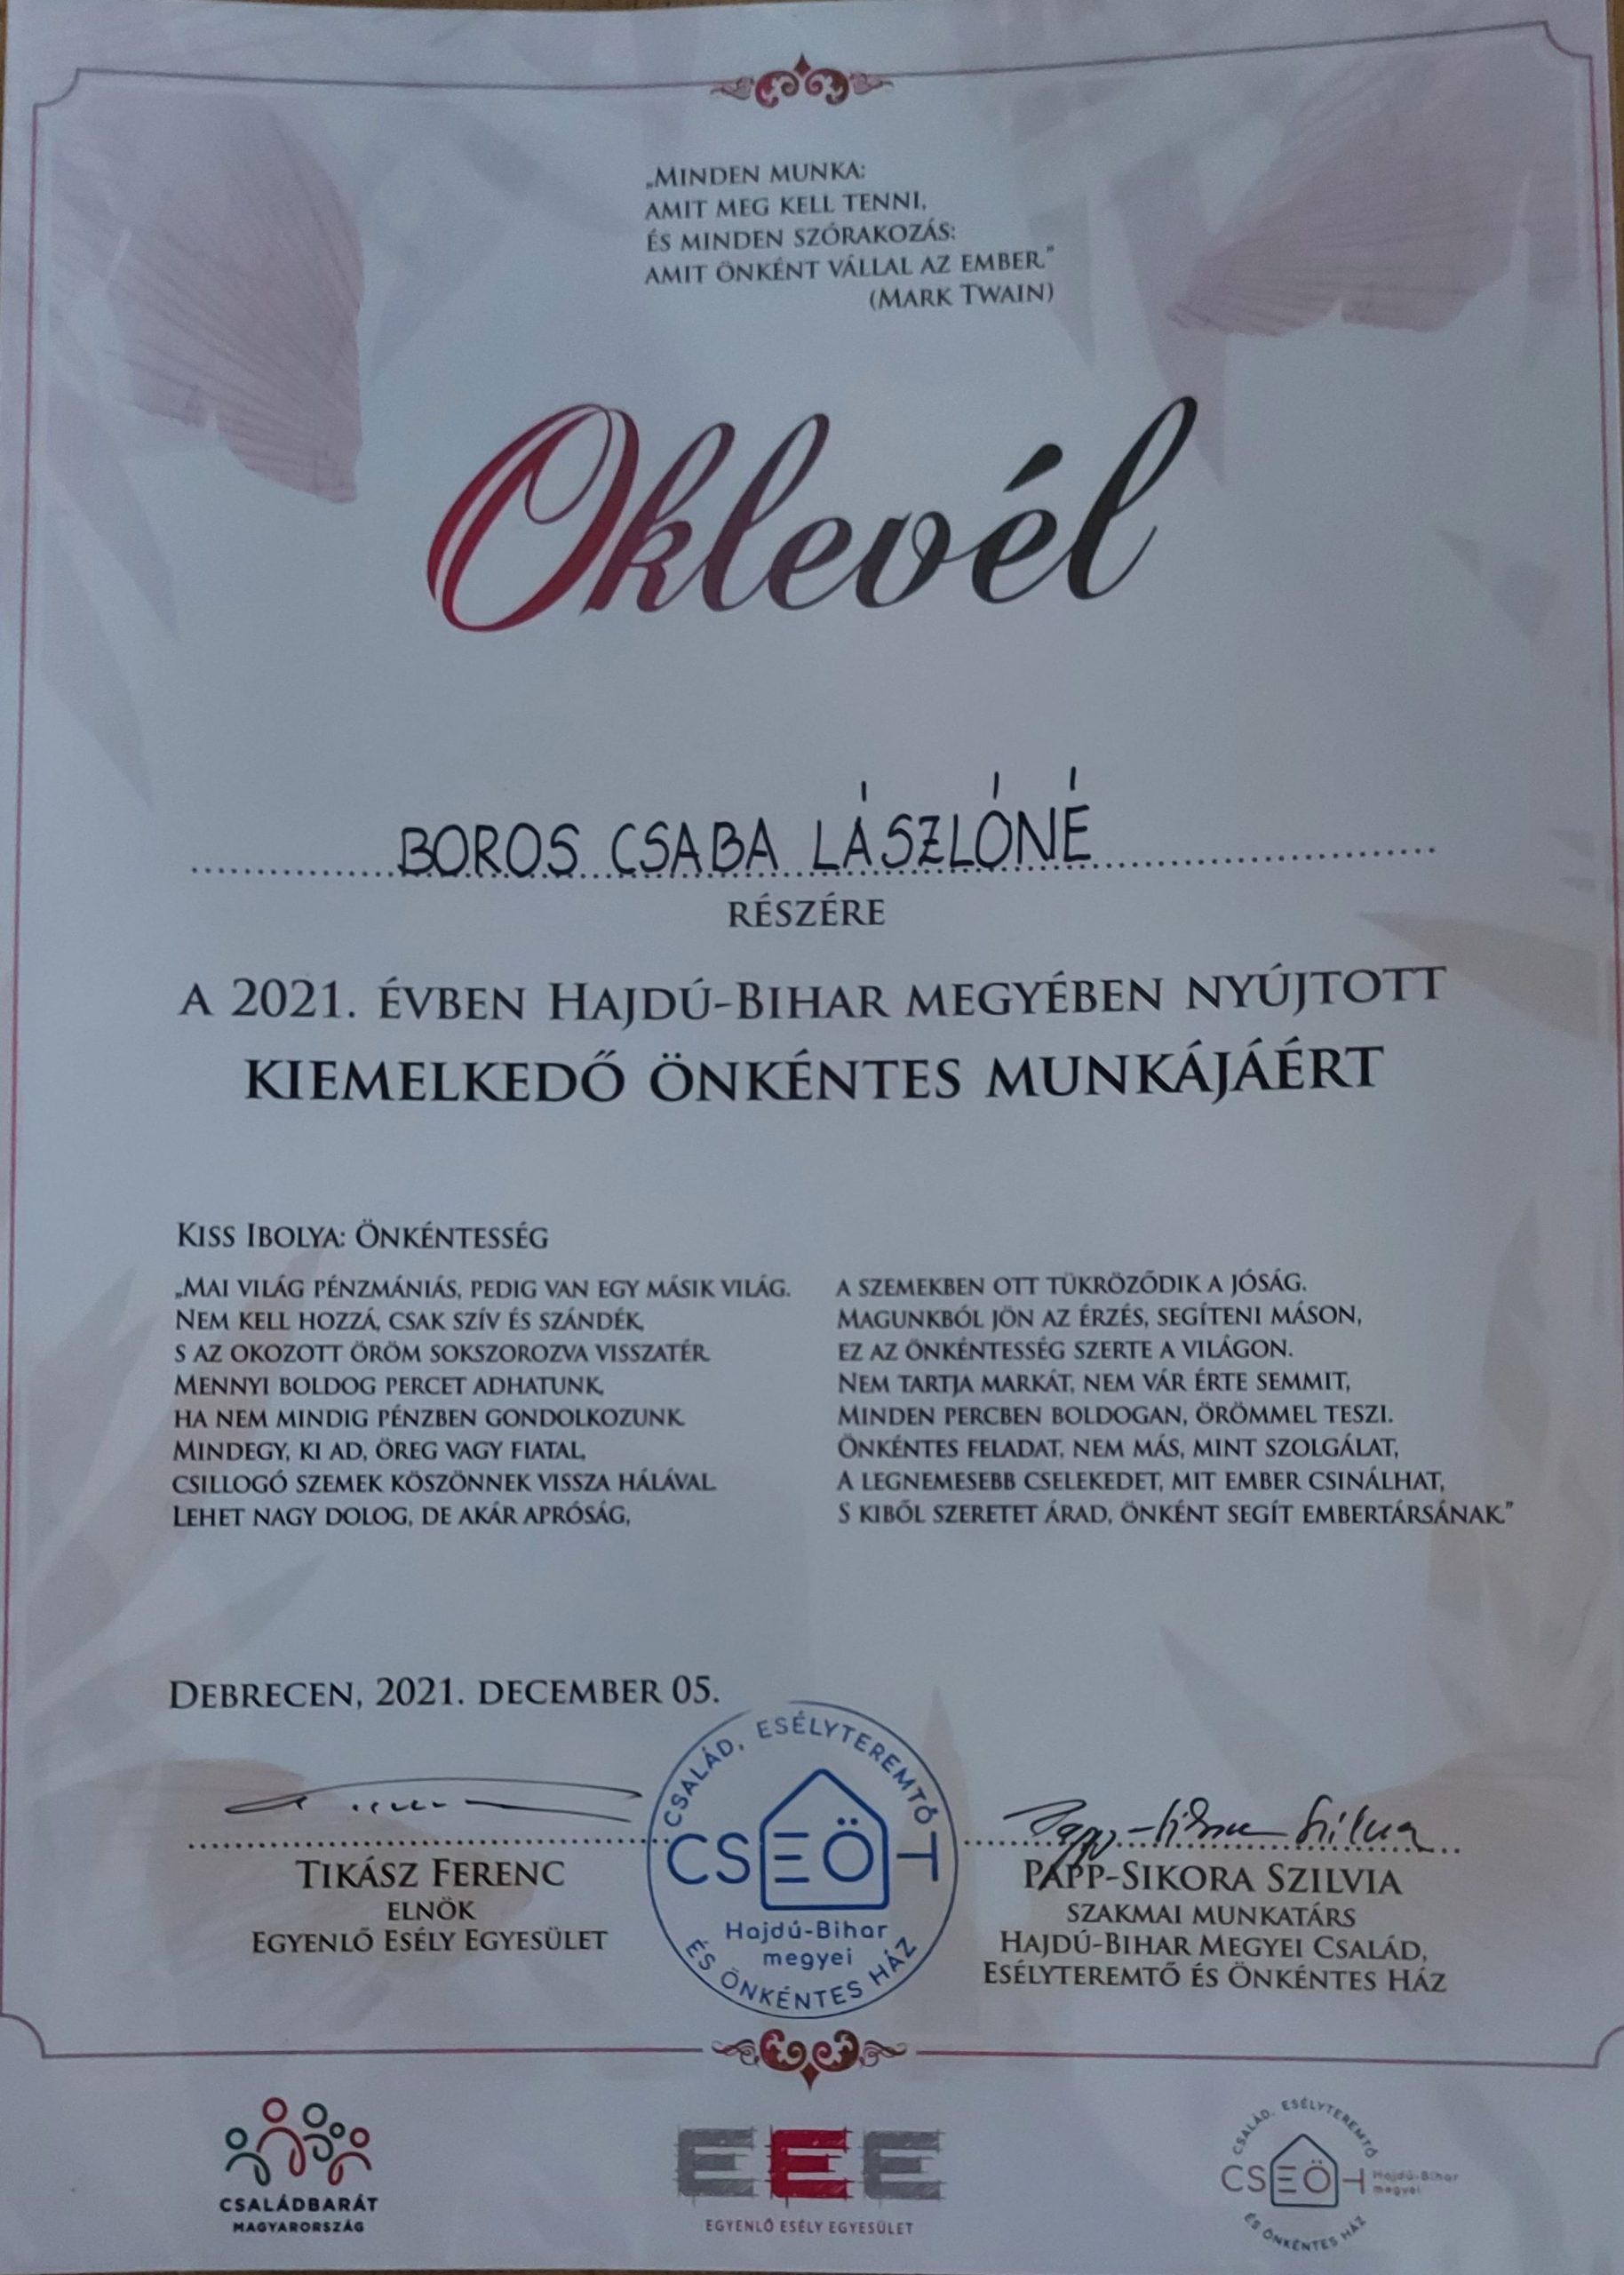 „Minden munka:
amit meg kell tenni,
és minden szórakozás:
amit önként vállal az ember.”
(Mark Twain)
Oklevél
BOROS CSABA LÁSZLÓNÉ
részére
a 2021. évben Hajdú-Bihar megyében nyújtott
kiemelkedő önkéntes munkájáért
Kiss Ibolya: Önkéntesség
„Mai világ pénzmániás, pedig van egy másik világ.
Nem kell hozzá, csak szív és szándék,
s az okozott öröm sokszorozva visszatér.
Mennyi boldog percet adhatunk,
ha nem mindig pénzben gondolkozunk.
Mindegy, ki ad, öreg vagy fiatal,
csillogó szemek köszönnek vissza hálával.
Lehet nagy dolog, de akár apróság,
a szemekben ott tükröződik a jóság.
Magunkból jön az érzés, segíteni máson,
ez az önkéntesség szerte a világon.
Nem tartja markát, nem vár érte semmit,
minden percben boldogan, örömmel teszi.
Önkéntes feladat, nem más, mint szolgálat,
a legnemesebb cselekedet, mit ember csinálhat,
s kiből szeretet árad, önként segít embertársának.”
Debrecen, 2021. december 05.
Tikász Ferenc
elnök
Egyenlő Esély Egyesület
CSALÁD, ESÉLYTEREMTŐ
CSEÖH
Hajdú-Bihar
megyei
ÉS ÖNKÉNTES HÁZ
Papp-Sikora Szilvia
Papp-Sikora Szilvia
szakmai munkatárs
Hajdú-Bihar Megyei Család,
Esélyteremtő és Önkéntes Ház
CSALÁDBARÁT
MAGYARORSZÁG
EEE
EGYENLŐ ESÉLY EGYESÜLET
CSALÁD, ESÉLYTEREMTŐ
CSEÖH
Hajdú-Bihar
megyei
ÉS ÖNKÉNTES HÁZ